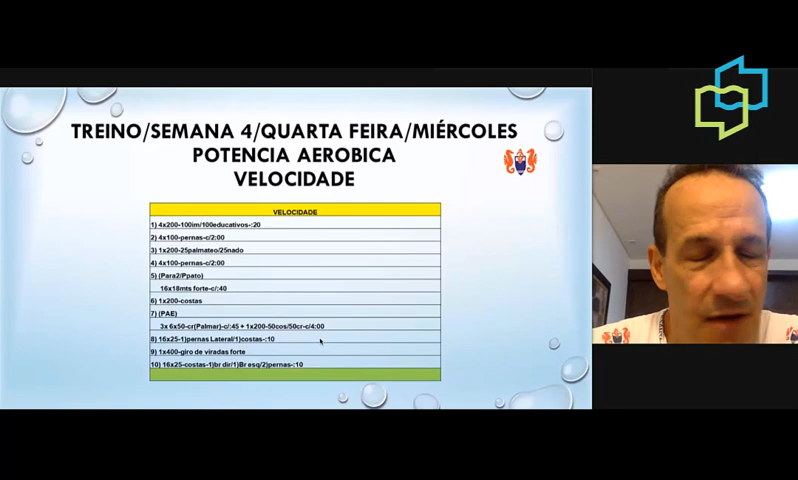 TREINO/SEMANA 4/QUARTA FEIRA/MIÉRCOLES
POTENCIA AEROBICA
VELOCIDADE
VELOCIDADE
1) 4x200-100im/100educativos-:20
2) 4x100-pernas-c/2:00
3) 1x200-25palmateo/25nado
4) 4x100-pernas-c/2:00
5) (Para2/Ppato)
16x18mts forte-c/:40
6) 1x200-costas
7) (PAE)
3x 6x50-cr(Palmar)-c/:45 + 1x200-50cos/50cr-c/4:00
8) 16x25-1)pernas Lateral/1)costas-:10
9) 1x400-giro de viradas forte
10) 16x25-costas-1)br dir/1)Br esq/2)pernas-:10